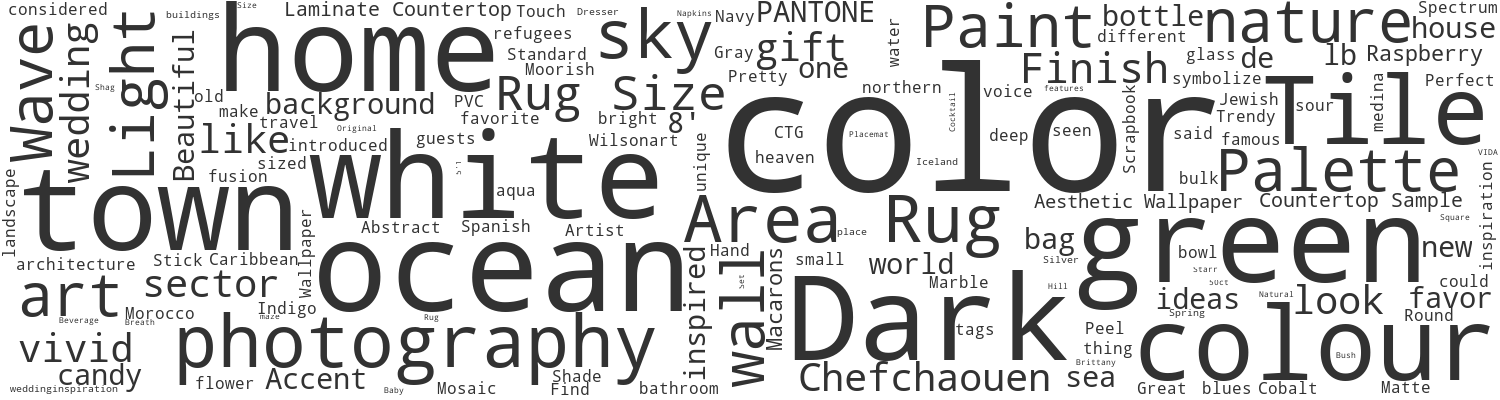 considered
buildings
Size
Laminate Countertop
Touch
Dresser
Napkins
Navy
PANTONE
Paint
bottle
nature
Spectrum
Wave
wedding
Light
Beautiful
home
refugees
sky
Gray
gift
water
different
house
Standard
Moorish
Pretty
one
Finish
glass
de
lb
Raspberry
Shag
old
make
background
PVC
Rug
Size
northern
color
voice
features
symbolize
Tile
medina
Perfect
travel
Original
favorite
bright
8'
CTG
Placemat
Cocktail
deep
seen
Scrapbook
Jewish
Trendy
sour
like
introduced
guests
Wilsonart
unique
said
famous
sized
white
heaven
Iceland
Palette
VIDA
landscape
fusion
aqua
bulk
inspiration
town
Wallpaper
Abstract
Spanish
Artist
Area Rug
place
Aesthetic Wallpaper
Countertop Sample
Square
architecture
Stick
Caribbean
ocean
inspired
Hand
wall
Set
Macarons
small
world
bag
Silver
green
bowl
Starr
new
art
sector
Indigo
Marble
Hill
50ct
Natural
could
Morocco
Dark
ideas
look
favor
Beverage
Breath
maze
Rug
Spring
Round
vivid
photography
tags
Peel
thing
colour
Bush
candy
flower
Accent
Shade
Brittany
weddinginspiration
Baby
Mosaic
Find
bathroom
Chefchaouen
sea
Great
blues
Cobalt
Matte